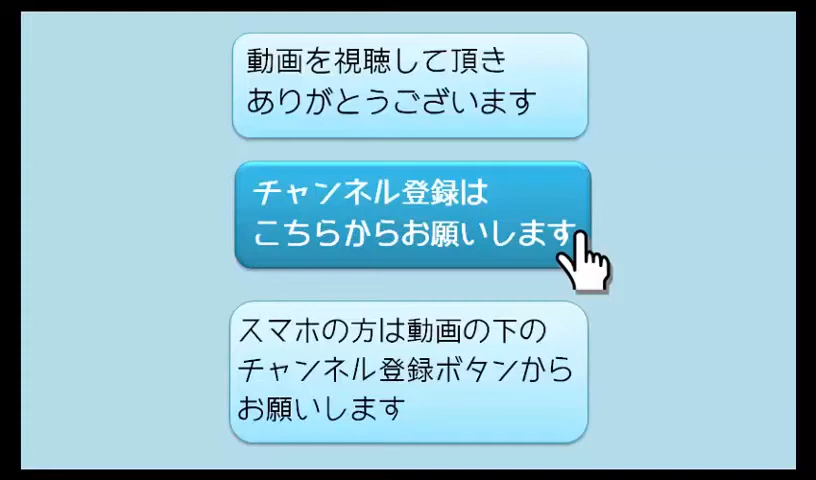 動画を視聴して頂き
ありがとうございます
チャンネル登録は
こちらからお願いします
スマホの方は動画の下の
チャンネル登録ボタンから
お願いします